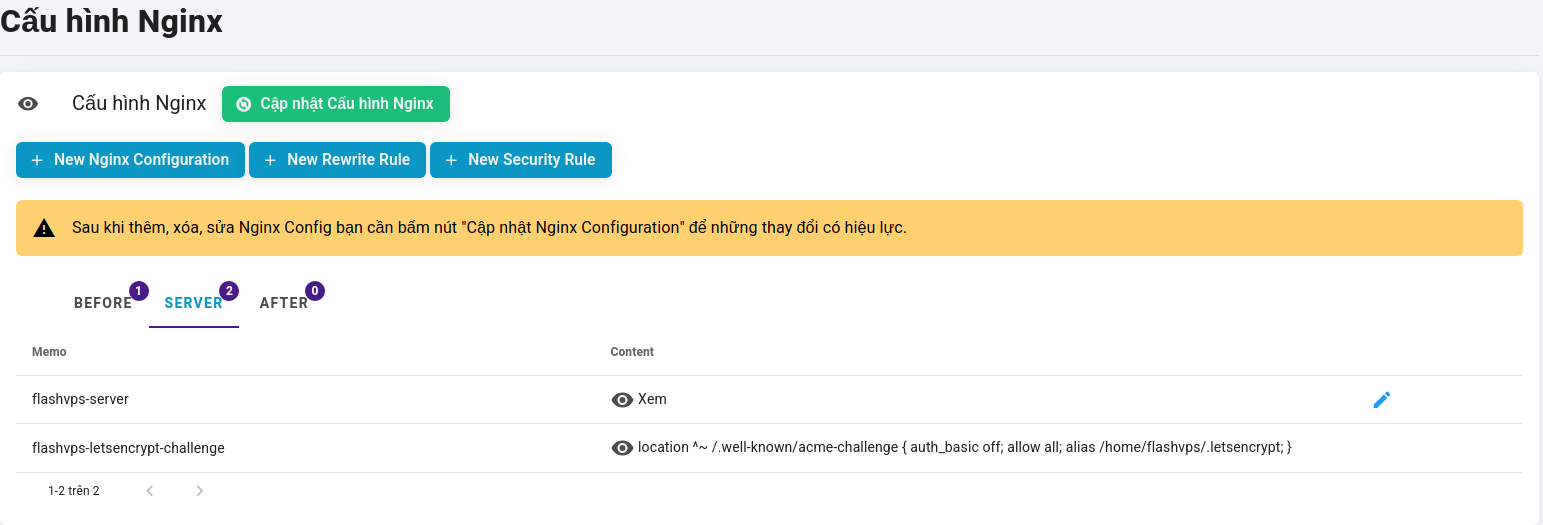 Cấu hình Nginx
Cấu hình Nginx Cập nhật Cấu hình Nginx
New Nginx Configuration New Rewrite Rule New Security Rule
Sau khi thêm, xóa, sửa Nginx Config bạn cần bấm nút "Cập nhật Nginx Configuration" để những thay đổi có hiệu lực.
BEFORE 1 SERVER 2 AFTER 0
Memo Content
flashvps-server Xem
flashvps-letsencrypt-challenge location ^~ /.well-known/acme-challenge { auth_basic off; allow all; alias /home/flashvps/.letsencrypt; }
1-2 trên 2